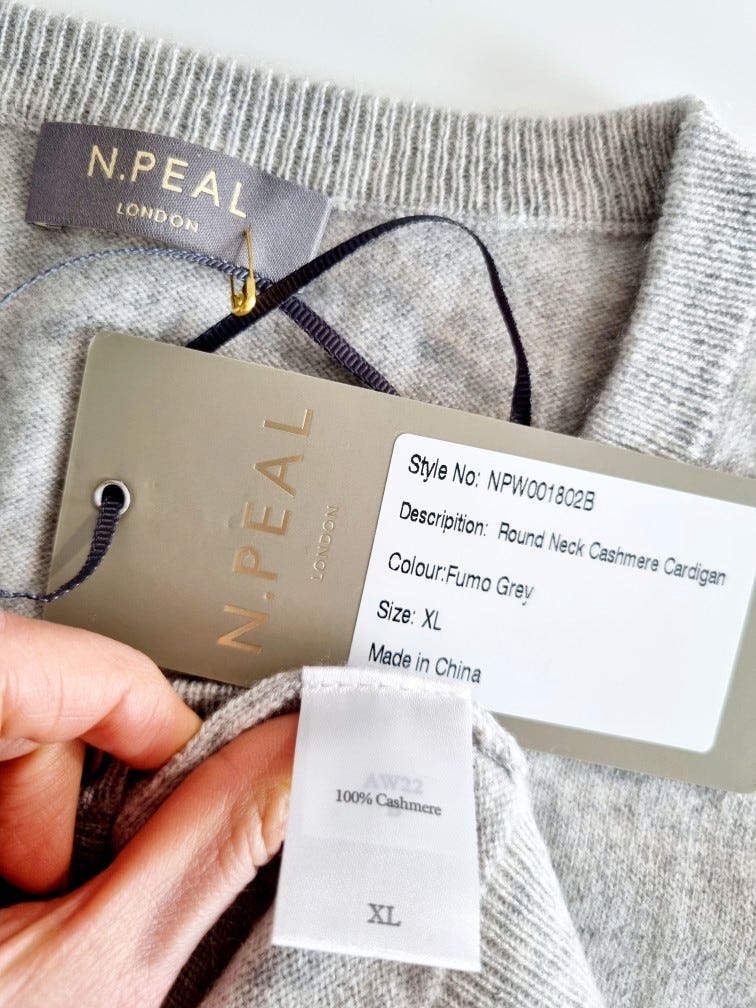 N.PEAL
LONDON
N.PEAL
LONDON
Style No: NPW001802B
Descripition: Round Neck Cashmere Cardigan
Colour:Fumo Grey
Size: XL
Made in China
AW22
100% Cashmere
XL